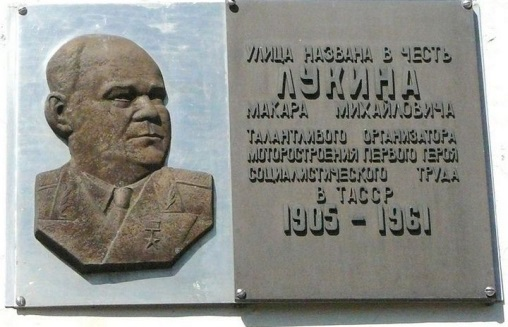 УЛИЦА НАЗВАНА В ЧЕСТЬ
ЛУКИНА
МАКАРА МИХАЙЛОВИЧА
ТАЛАНТЛИВОГО ОРГАНИЗАТОРА
МОТОРОСТРОЕНИЯ ПЕРВОГО ГЕРОЯ
СОЦИАЛИСТИЧЕСКОГО ТРУДА
В ТАССР
1905 - 1961